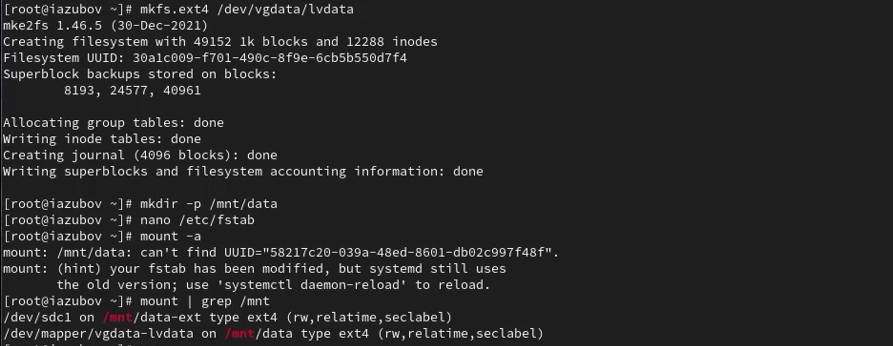 [root@iazubov ~]# mkfs.ext4 /dev/vgdata/lvdata
mke2fs 1.46.5 (30-Dec-2021)
Creating filesystem with 49152 1k blocks and 12288 inodes
Filesystem UUID: 30a1c009-f701-490c-8f9e-6cb5b550d7f4
Superblock backups stored on blocks:
        8193, 24577, 40961

Allocating group tables: done
Writing inode tables: done
Creating journal (4096 blocks): done
Writing superblocks and filesystem accounting information: done

[root@iazubov ~]# mkdir -p /mnt/data
[root@iazubov ~]# nano /etc/fstab
[root@iazubov ~]# mount -a
mount: /mnt/data: can't find UUID="58217c20-039a-48ed-8601-db02c997f48f".
mount: (hint) your fstab has been modified, but systemd still uses
       the old version; use 'systemctl daemon-reload' to reload.
[root@iazubov ~]# mount | grep /mnt
/dev/sdc1 on /mnt/data-ext type ext4 (rw,relatime,seclabel)
/dev/mapper/vgdata-lvdata on /mnt/data type ext4 (rw,relatime,seclabel)